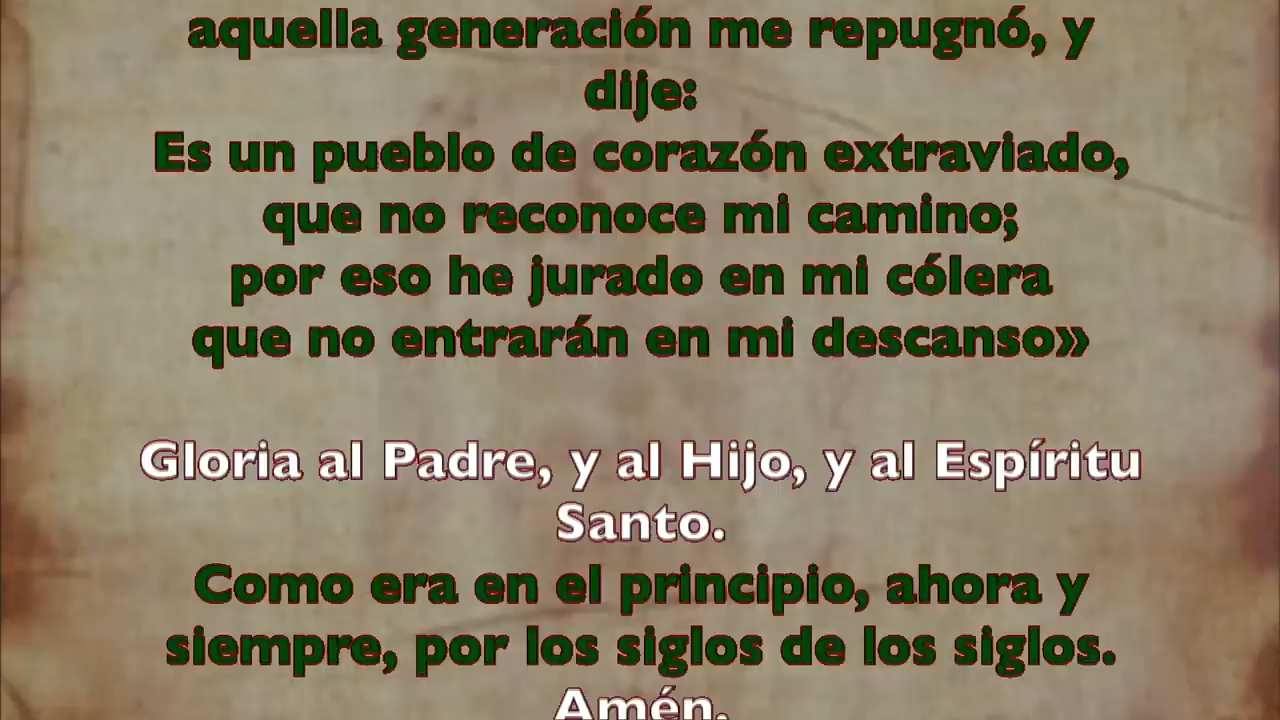 aquella generación me repugnó, y
dije:
Es un pueblo de corazón extraviado,
que no reconoce mi camino;
por eso he jurado en mi cólera
que no entrarán en mi descanso»
Gloria al Padre, y al Hijo, y al Espíritu
Santo.
Como era en el principio, ahora y
siempre, por los siglos de los siglos.
Amén.